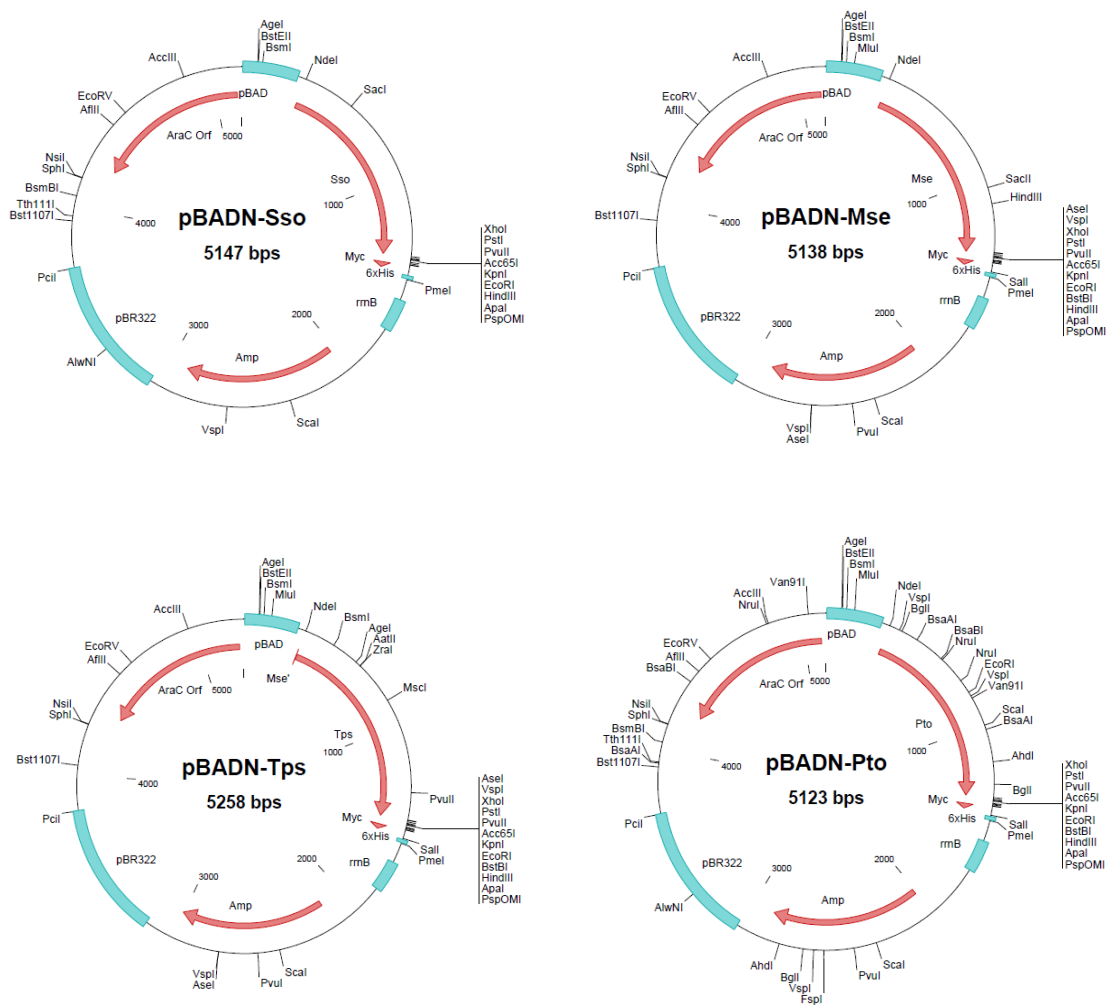 AgeI
BstEII
BsmI
NdeI
AccIII
SacI
EcoRV
AflII
pBAD
AraC Orf
5000
NsiI
SphI
BsmBI
Tth111I
Bst1107I
Sso
1000
4000
pBADN-Sso
5147 bps
XhoI
PstI
PvuII
Acc65I
KpnI
EcoRI
HindIII
ApaI
PspOMI
Myc
6xHis
PmeI
PciI
rrnB
pBR322
3000
2000
Amp
AlwNI
VspI
ScaI
AgeI
BstEII
BsmI
MluI
NdeI
AccIII
EcoRV
AflII
pBAD
AraC Orf
5000
NsiI
SphI
Mse
1000
SacII
HindIII
Bst1107I
4000
pBADN-Mse
5138 bps
AseI
VspI
XhoI
PstI
PvuII
Acc65I
KpnI
EcoRI
BstBI
HindIII
ApaI
PspOMI
Myc
6xHis
SalI
PmeI
PciI
rrnB
pBR322
3000
2000
Amp
VspI
AseI
PvuI
ScaI
AgeI
BstEII
BsmI
MluI
NdeI
BsmI
AgeI
AatII
ZraI
AccIII
EcoRV
AflII
pBAD
Mse'
AraC Orf
5000
MscI
NsiI
SphI
Tps
1000
Bst1107I
4000
pBADN-Tps
5258 bps
PvuII
AseI
VspI
XhoI
PstI
PvuII
Acc65I
KpnI
EcoRI
BstBI
HindIII
ApaI
PspOMI
Myc
6xHis
SalI
PmeI
PciI
rrnB
pBR322
3000
2000
Amp
VspI
AseI
PvuI
ScaI
AgeI
BstEII
BsmI
MluI
Van91I
NdeI
VspI
BglI
BsaAI
BsaBI
NruI
NruI
EcoRI
VspI
Van91I
AccIII
NruI
EcoRV
AflII
BsaBI
pBAD
AraC Orf
5000
NsiI
SphI
BsmBI
Tth111I
BsaAI
Bst1107I
ScaI
BsaAI
Pto
1000
AhdI
4000
pBADN-Pto
5123 bps
BglI
XhoI
PstI
PvuII
Acc65I
KpnI
EcoRI
BstBI
HindIII
ApaI
PspOMI
Myc
6xHis
SalI
PmeI
PciI
rrnB
pBR322
3000
2000
Amp
AlwNI
AhdI
BglI
VspI
FspI
PvuI
ScaI